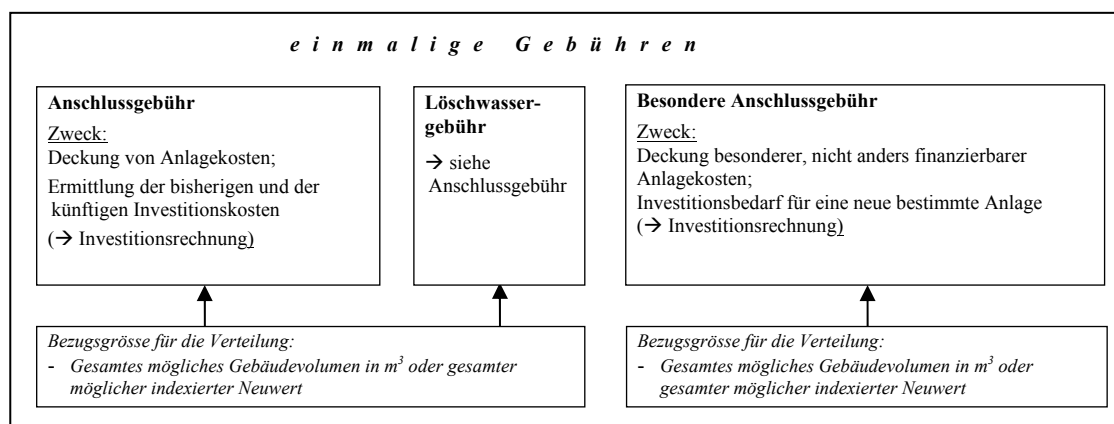 einmalige Gebühren
Anschlussgebühr
Zweck:
Deckung von Anlagekosten;
Ermittlung der bisherigen und der
künftigen Investitionskosten
(→ Investitionsrechnung)
Löschwasser-
gebühr
→ siehe
Anschlussgebühr
Besondere Anschlussgebühr
Zweck:
Deckung besonderer, nicht anders finanzierbarer
Anlagekosten;
Investitionsbedarf für eine neue bestimmte Anlage
(→ Investitionsrechnung)
Bezugsgrösse für die Verteilung:
- Gesamtes mögliches Gebäudevolumen in m³ oder gesamter
möglicher indexierter Neuwert
Bezugsgrösse für die Verteilung:
- Gesamtes mögliches Gebäudevolumen in m³ oder
gesamter möglicher indexierter Neuwert